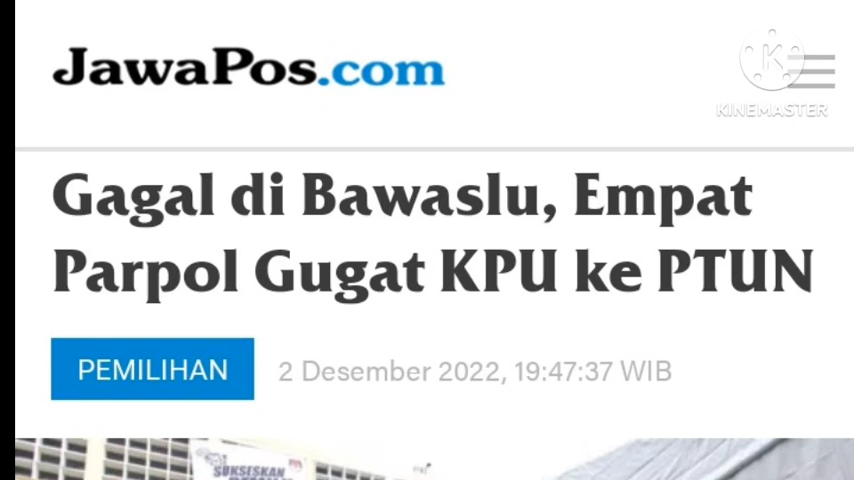 JawaPos.com
KINEMASTER
Gagal di Bawaslu, Empat
Parpol Gugat KPU ke PTUN
PEMILIHAN
2 Desember 2022, 19:47:37 WIB
SUKSESKAN